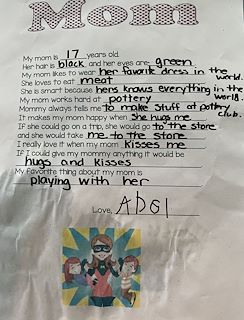 Mom
My mom is 17 years old.
Her hair is black and her eyes are green.
My mom likes to wear her favorite dress in the world.
She loves to eat meat
She is smart because hers knows everything in the world.
My mom works hard at pottery
Mommy always tells me to make stuff at pottery club.
It makes my mom happy when she hugs me
If she could go on a trip, she would go to the store
and she would take me to the store
I really love it when my mom kisses me
If I could give my mommy anything it would be
hugs and kisses
My favorite thing about my mom is
playing with her
Love,